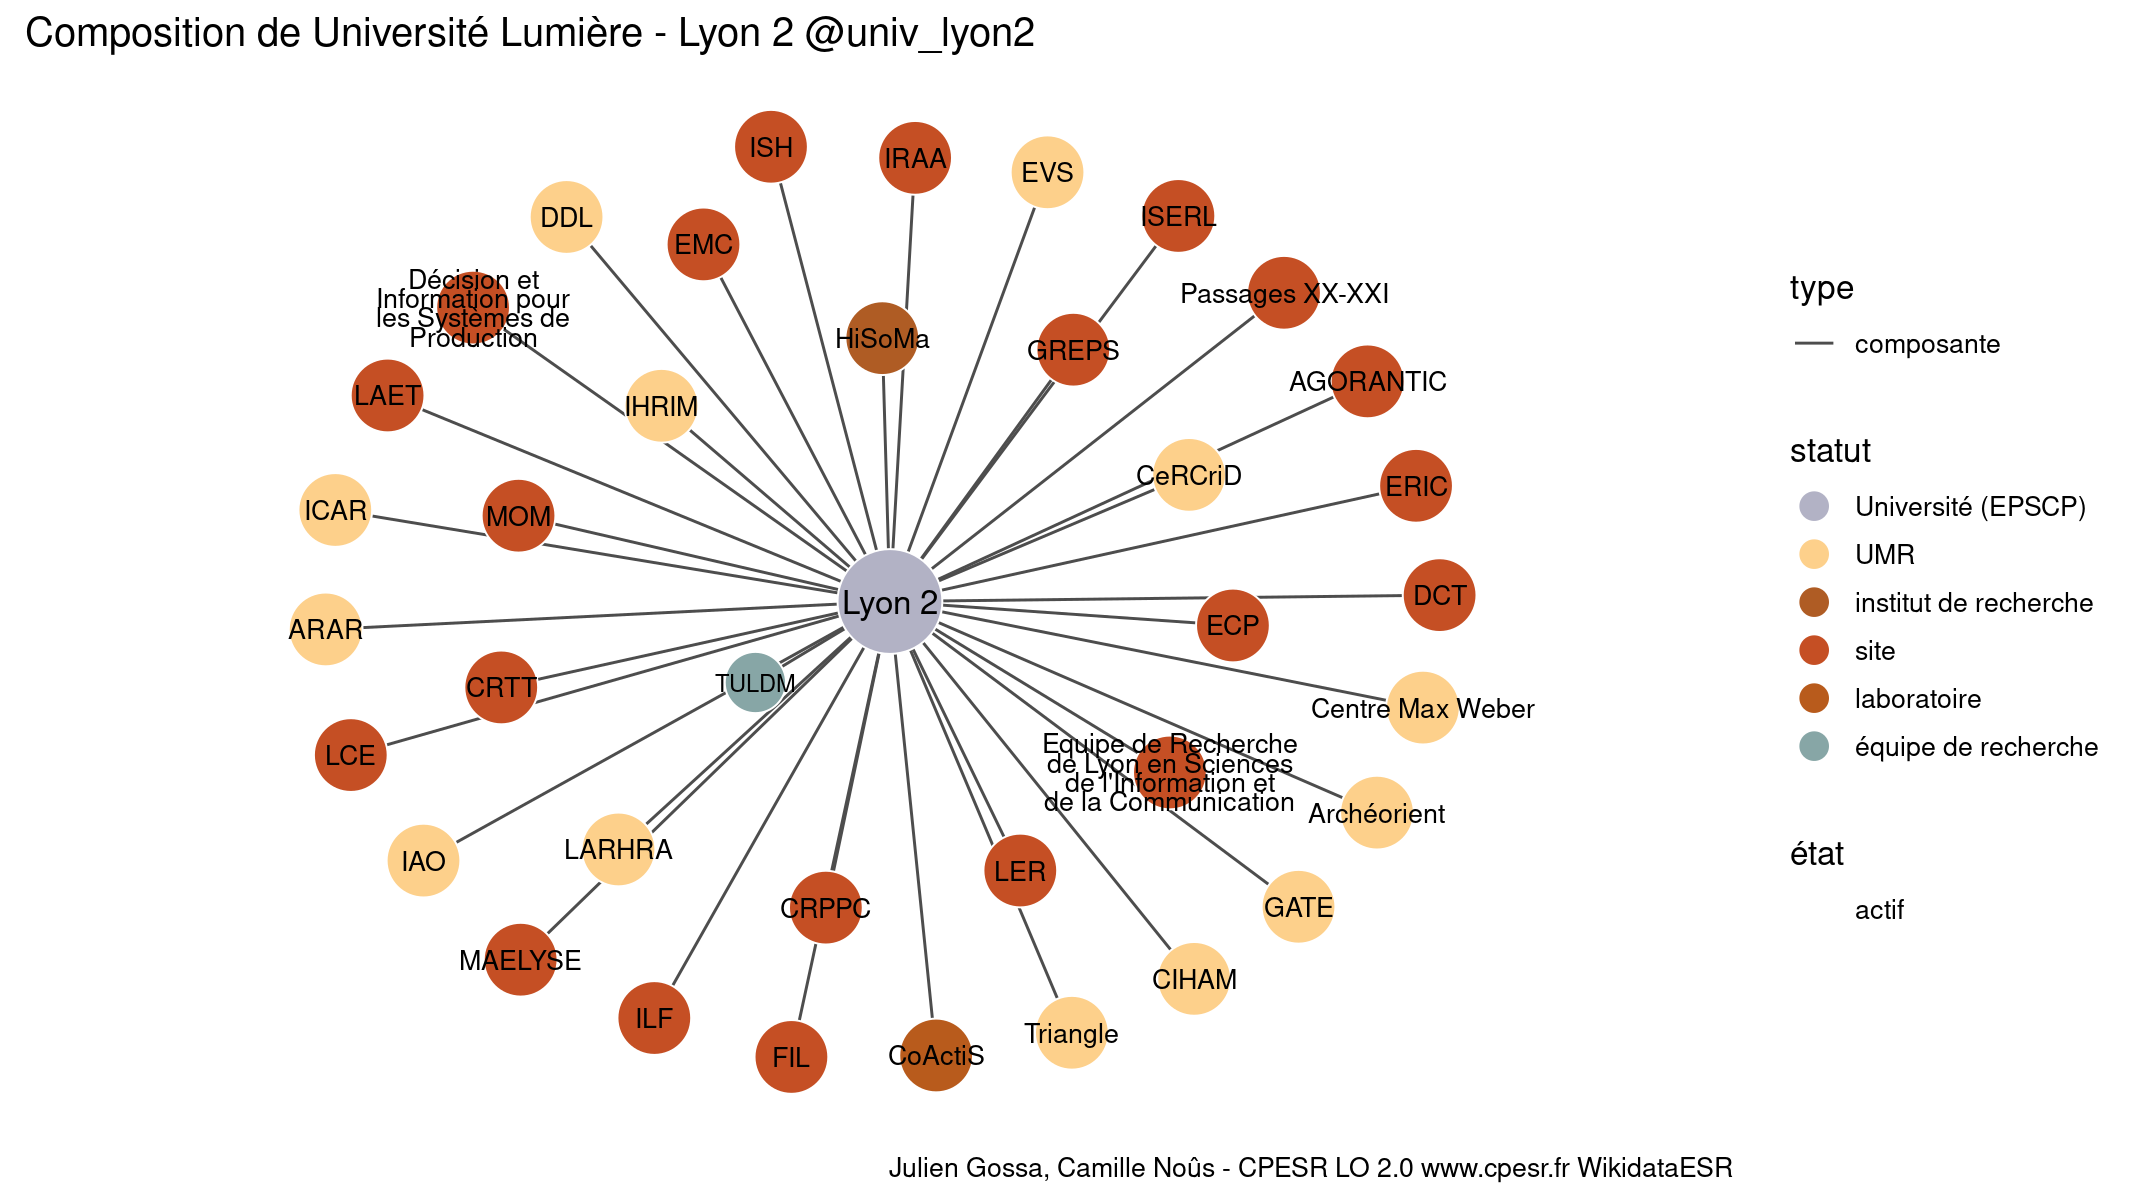 Composition de Université Lumière - Lyon 2 @univ_lyon2
ISH
IRAA
EVS
DDL
ISERL
EMC
Décision et
Information pour
les Systèmes de
Production
Passages XX-XXI
HiSoMa
GREPS
LAET
AGORANTIC
IHRIM
CeRCriD
ERIC
ICAR
MOM
Lyon 2
DCT
ECP
ARAR
CRTT
TULDM
Centre Max Weber
LCE
Equipe de Recherche
de Lyon en Sciences
de l'Information et
de la Communication
Archéorient
IAO
LARHRA
LER
CRPPC
GATE
MAELYSE
CIHAM
ILF
FIL
CoActiS
Triangle
type
composante
statut
Université (EPSCP)
UMR
institut de recherche
site
laboratoire
équipe de recherche
état
actif
Julien Gossa, Camille Noûs - CPESR LO 2.0 www.cpesr.fr WikidataESR